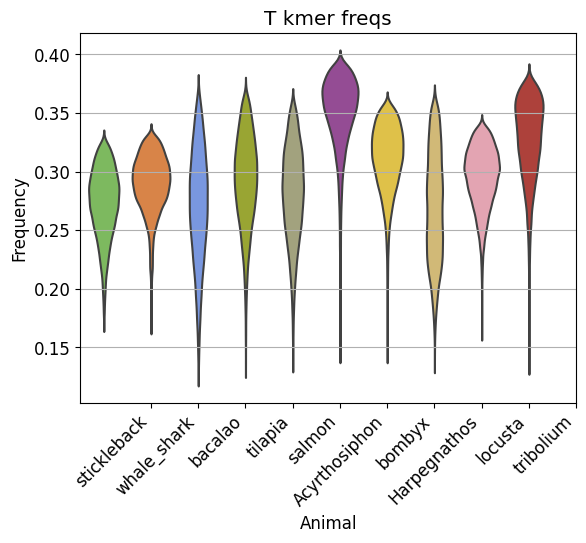 T kmer freqs
Frequency
0.40
0.35
0.30
0.25
0.20
0.15
stickleback
whale_shark
bacalao
tilapia
salmon
Acyrthosiphon
bombyx
Harpegnathos
locusta
tribolium
Animal